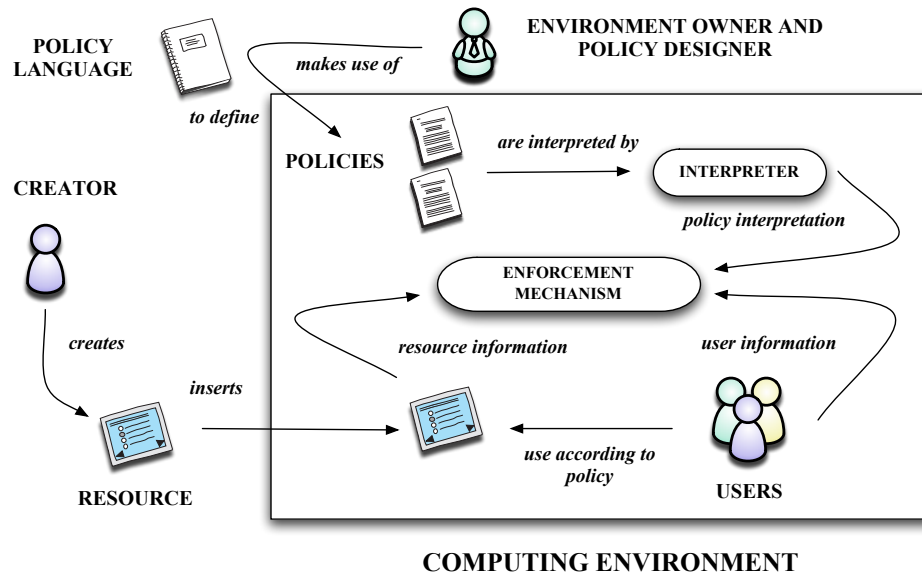 POLICY
LANGUAGE
ENVIRONMENT OWNER AND
POLICY DESIGNER
makes use of
to define
POLICIES
are interpreted by
INTERPRETER
CREATOR
policy interpretation
ENFORCEMENT
MECHANISM
creates
resource information
user information
inserts
use according to
policy
RESOURCE
USERS
COMPUTING ENVIRONMENT